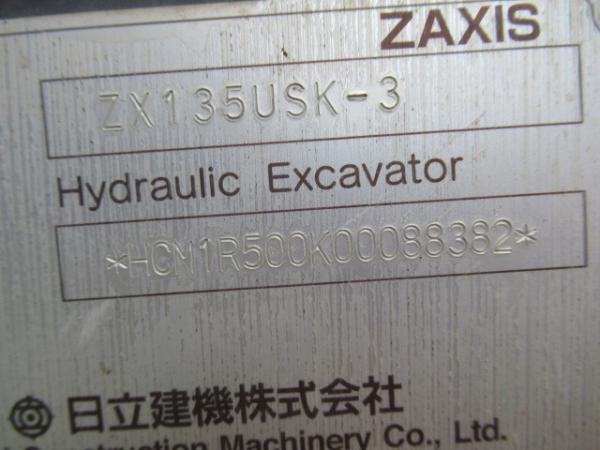 ZAXIS
ZX135USK-3
Hydraulic Excavator
*HCM1R500K00088382*
日立建機株式会社
Construction Machinery Co., Ltd.